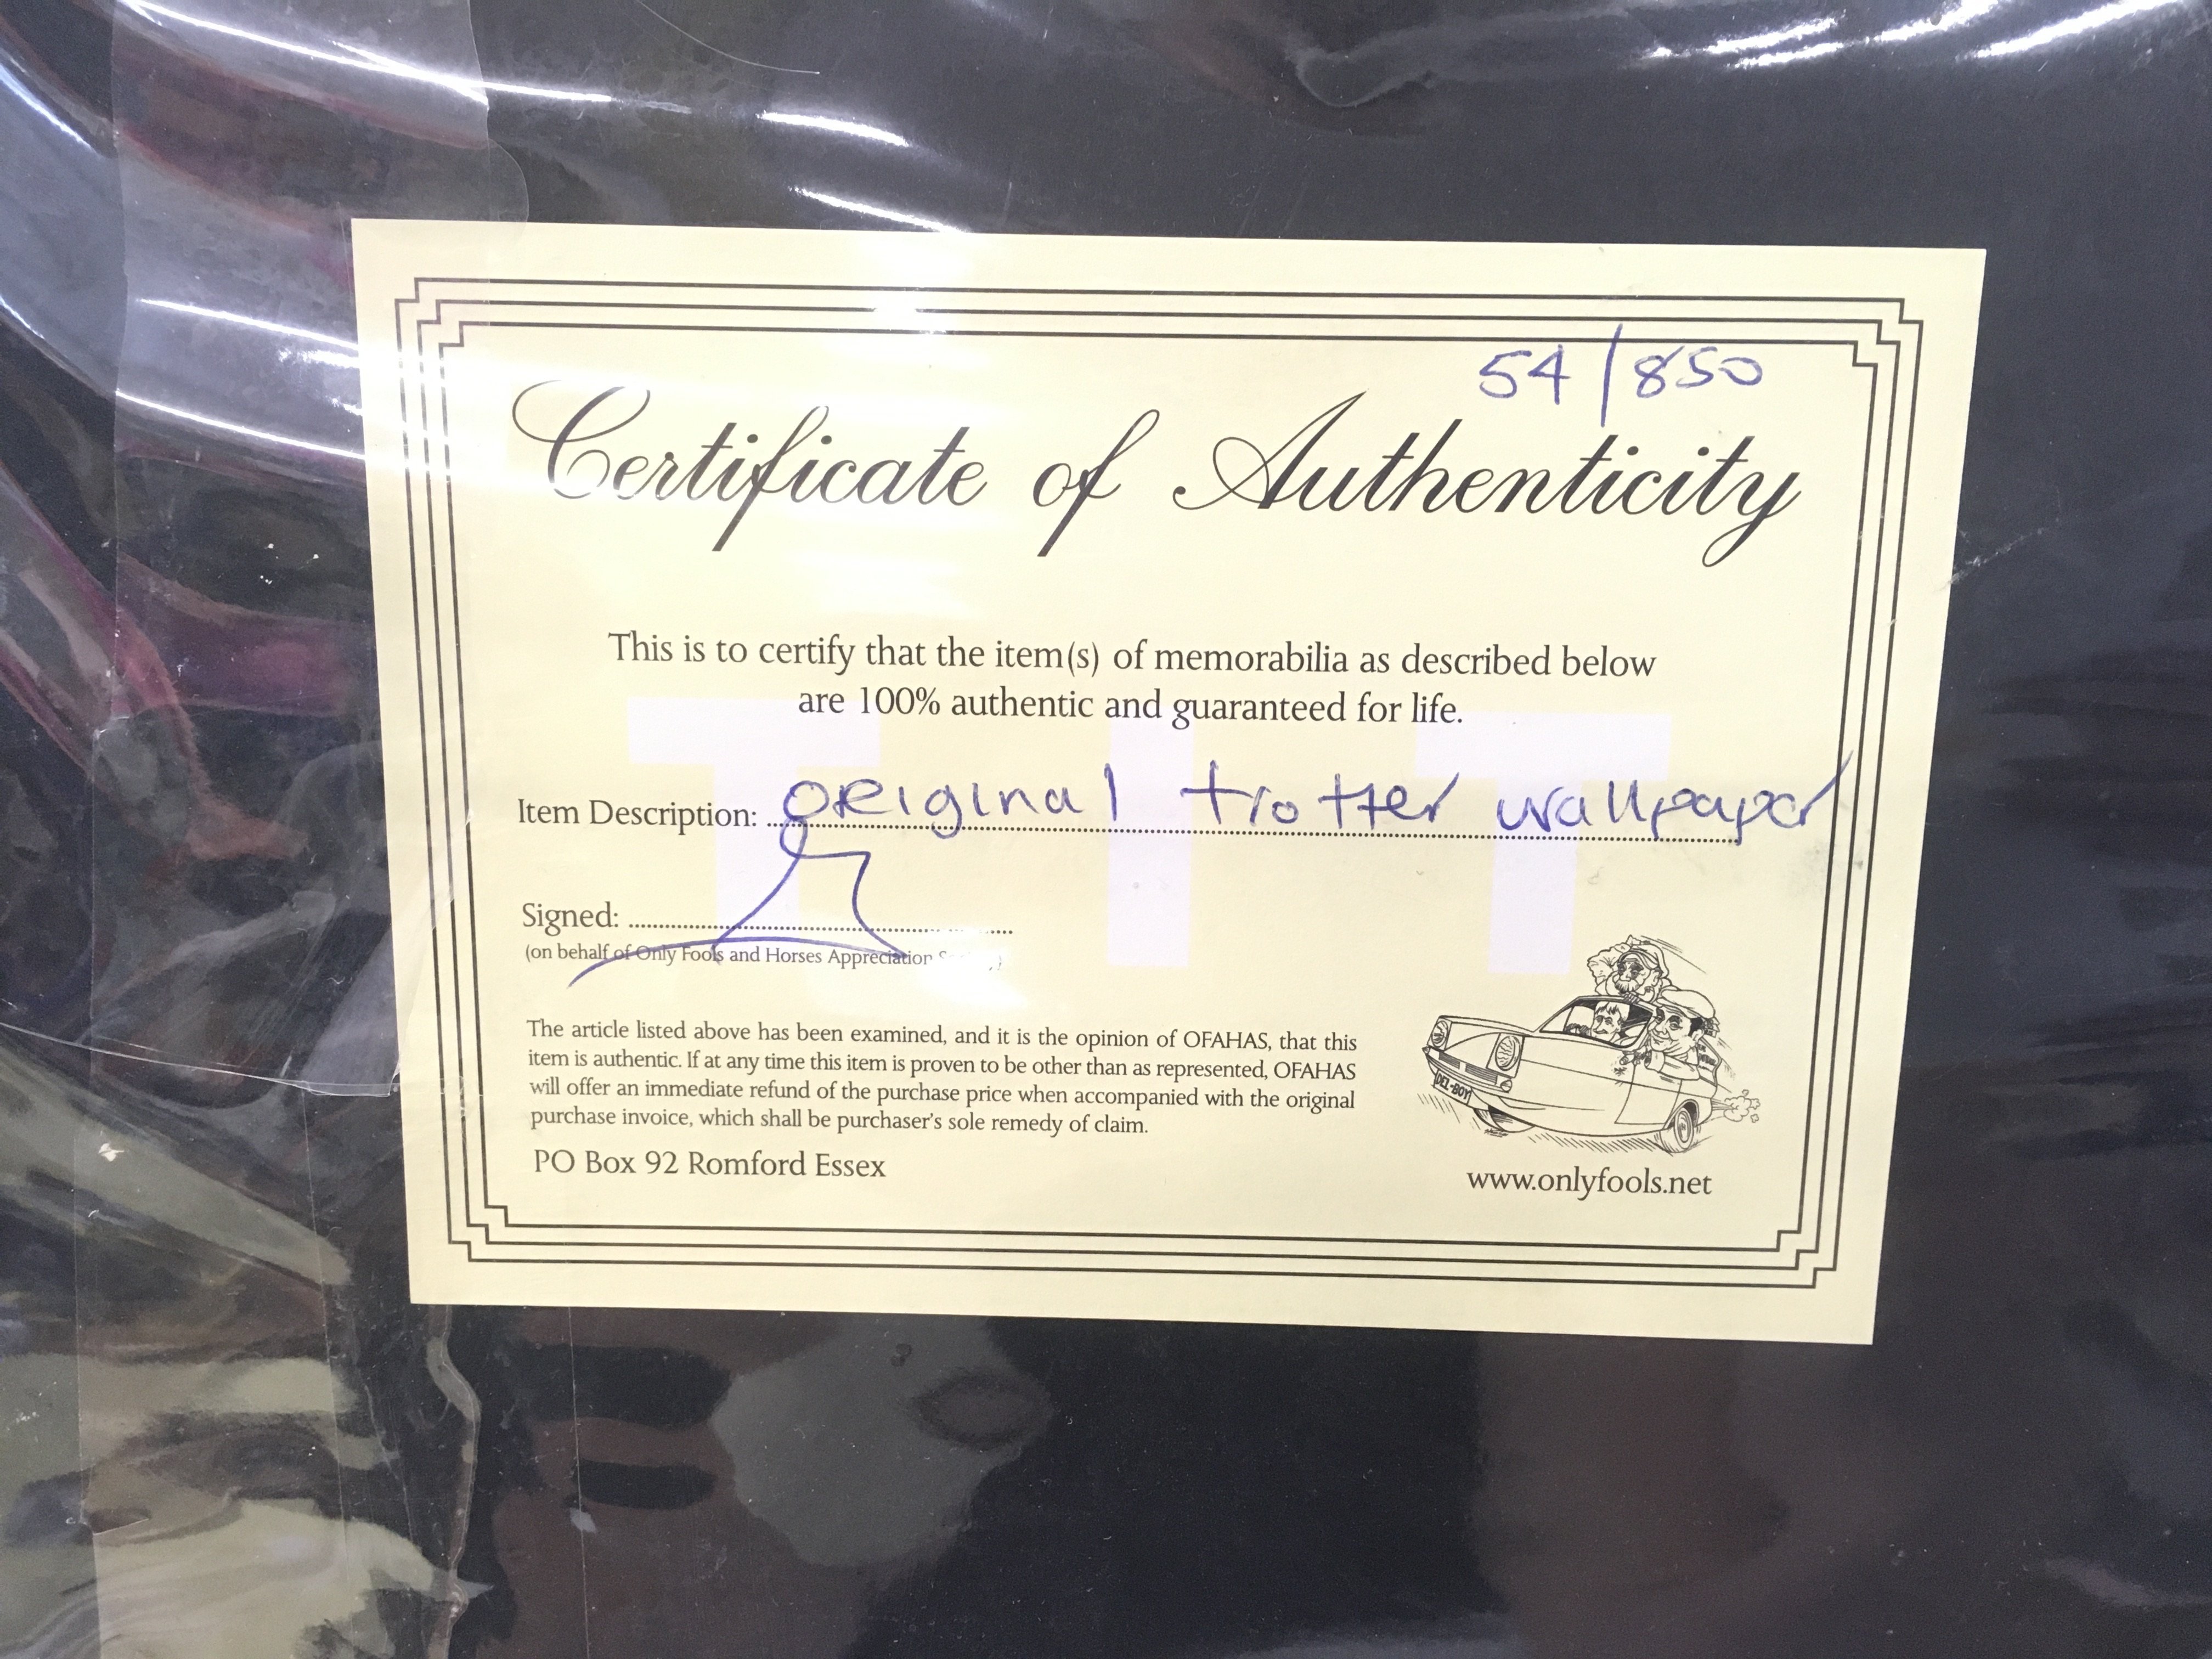 54/850
Certificate of Authenticity
This is to certify that the item(s) of memorabilia as described below
are 100% authentic and guaranteed for life.
TIT
Item Description: original trotter wallpaper
Signed:
(on behalf of Only Fools and Horses Appreciation
The article listed above has been examined, and it is the opinion of OFAHAS, that this
item is authentic. If at any time this item is proven to be other than as represented, OFAHAS
will offer an immediate refund of the purchase price when accompanied with the original
purchase invoice, which shall be purchaser's sole remedy of claim.
PO Box 92 Romford Essex
DEL-BOY
www.onlyfools.net